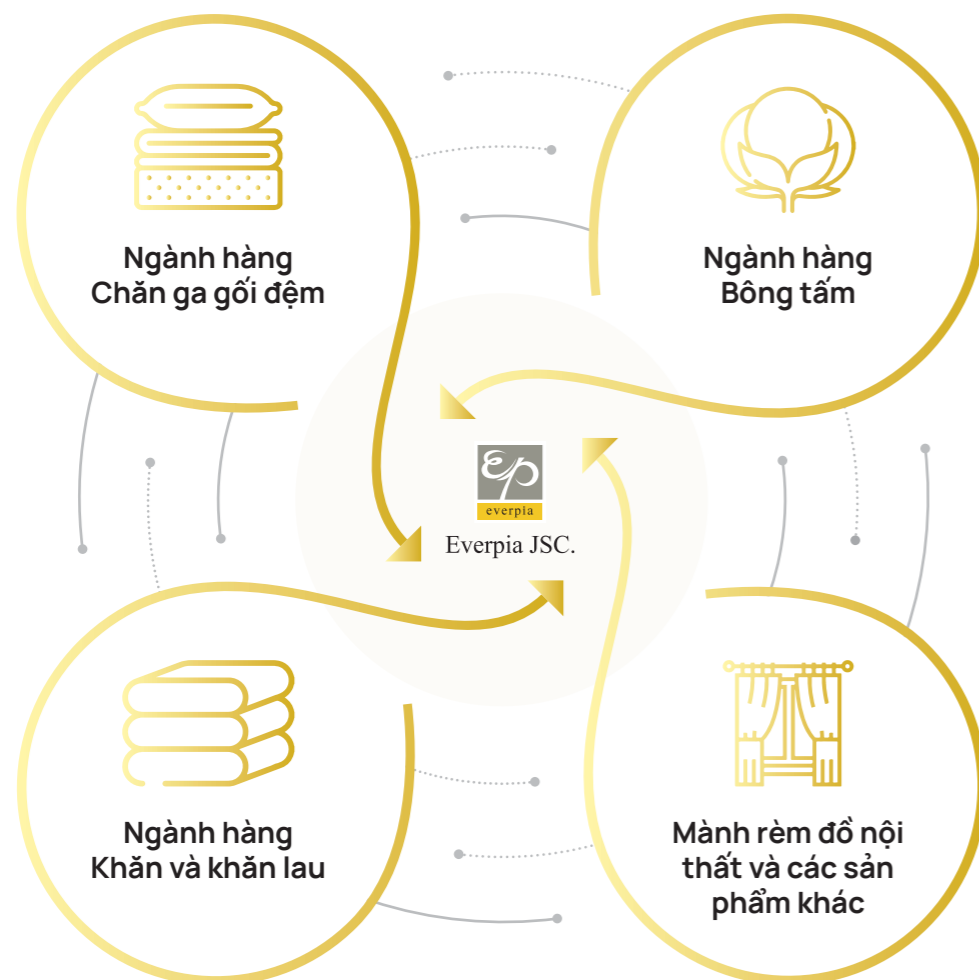 Ngành hàng
Chăn ga gối đệm
Ngành hàng
Bông tấm
ep
everpia
Everpia JSC.
Ngành hàng
Khăn và khăn lau
Mành rèm đồ nội
thất và các sản
phẩm khác